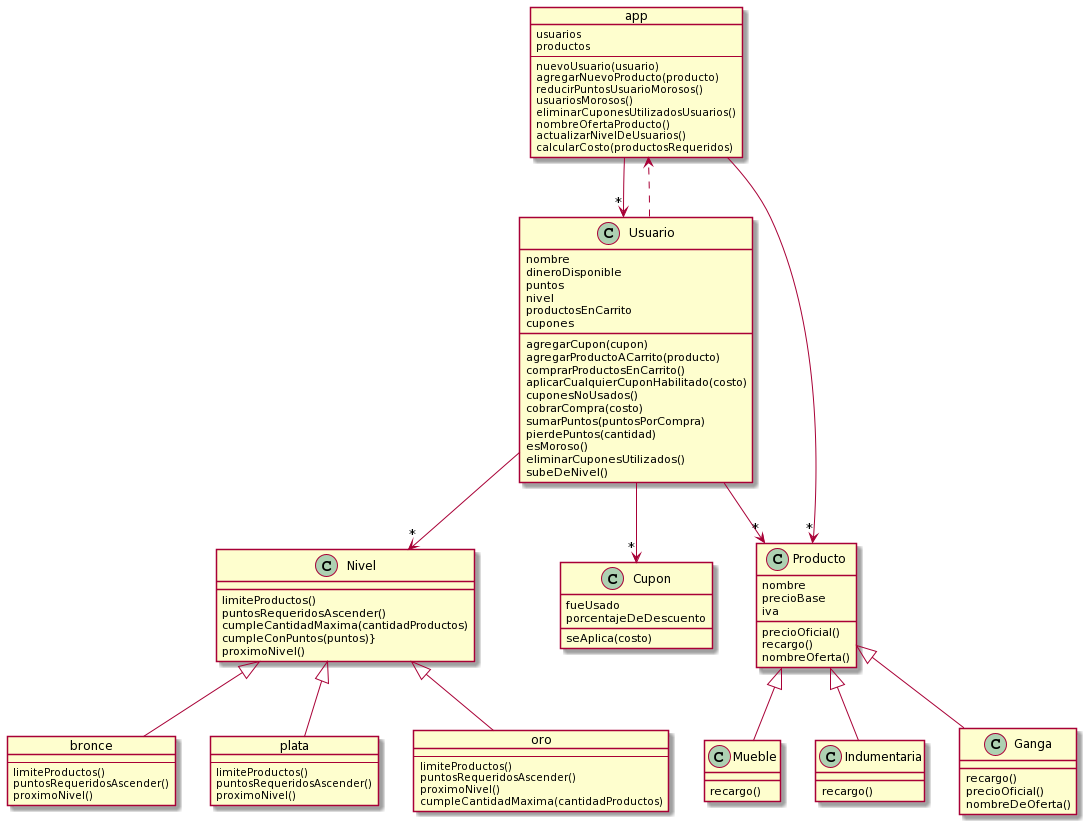 app
usuarios
productos
nuevoUsuario(usuario)
agregarNuevoProducto(producto)
reducirPuntosUsuarioMorosos()
usuariosMorosos()
eliminarCuponesUtilizadosUsuarios()
nombreOfertaProducto()
actualizarNivelDeUsuarios()
calcularCosto(productosRequeridos)
*
C Usuario
nombre
dineroDisponible
puntos
nivel
productosEnCarrito
cupones
agregarCupon(cupon)
agregarProductoACarrito(producto)
comprarProductosEnCarrito()
aplicarCualquierCuponHabilitado(costo)
cuponesNoUsados()
cobrarCompra(costo)
sumarPuntos(puntosPorCompra)
pierdePuntos(cantidad)
esMoroso()
eliminarCuponesUtilizados()
subeDeNivel()
*
*
*
*
C Nivel
limiteProductos()
puntosRequeridosAscender()
cumpleCantidadMaxima(cantidadProductos)
cumpleConPuntos(puntos)}
proximoNivel()
C Cupon
fueUsado
porcentajeDeDescuento
seAplica(costo)
C Producto
nombre
precioBase
iva
precioOficial()
recargo()
nombreOferta()
bronce
limiteProductos()
puntosRequeridosAscender()
proximoNivel()
plata
limiteProductos()
puntosRequeridosAscender()
proximoNivel()
oro
limiteProductos()
puntosRequeridosAscender()
proximoNivel()
cumpleCantidadMaxima(cantidadProductos)
C Mueble
recargo()
C Indumentaria
recargo()
C Ganga
recargo()
precioOficial()
nombreDeOferta()